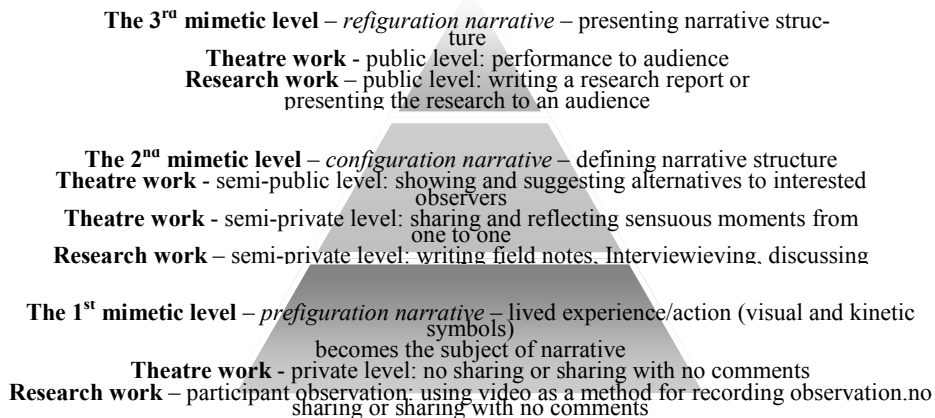 The 3rd mimetic level – refiguration narrative – presenting narrative struc-
ture
Theatre work - public level: performance to audience
Research work – public level: writing a research report or
presenting the research to an audience
The 2nd mimetic level – configuration narrative – defining narrative structure
Theatre work - semi-public level: showing and suggesting alternatives to interested
observers
Theatre work - semi-private level: sharing and reflecting sensuous moments from
one to one
Research work – semi-private level: writing field notes, Interviewieving, discussing
The 1st mimetic level – prefiguration narrative – lived experience/action (visual and kinetic
symbols)
becomes the subject of narrative
Theatre work - private level: no sharing or sharing with no comments
Research work – participant observation: using video as a method for recording observation.no
sharing or sharing with no comments